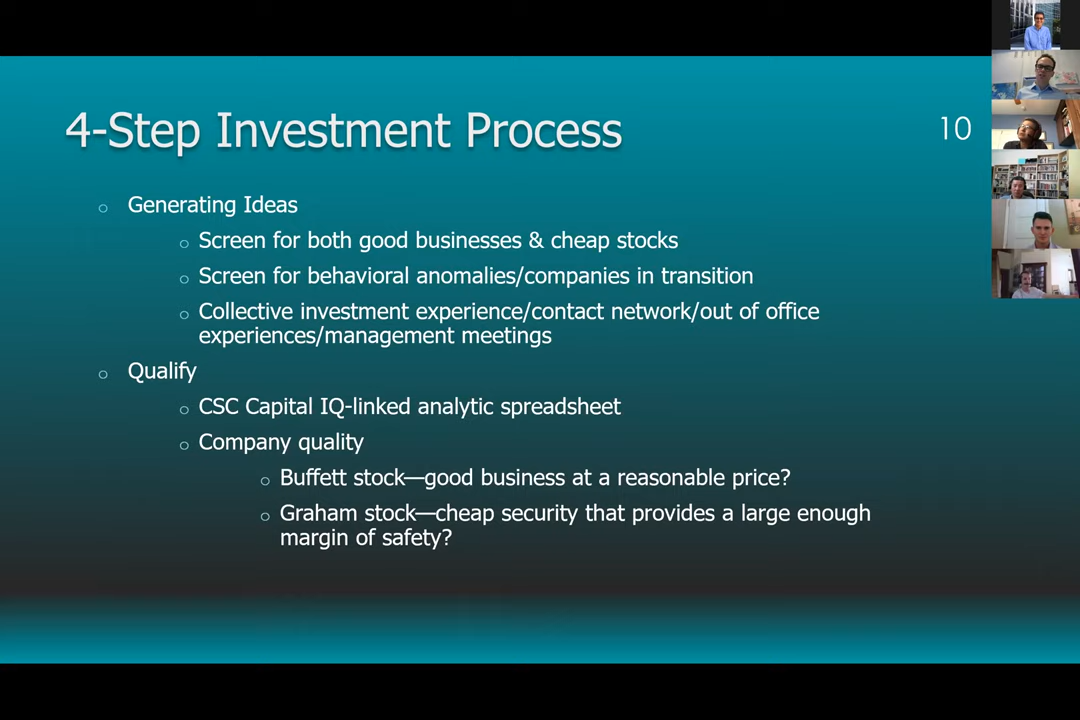 4-Step Investment Process
10
Generating Ideas
Screen for both good businesses & cheap stocks
Screen for behavioral anomalies/companies in transition
Collective investment experience/contact network/out of office
experiences/management meetings
Qualify
CSC Capital IQ-linked analytic spreadsheet
Company quality
Buffett stock—good business at a reasonable price?
Graham stock—cheap security that provides a large enough
margin of safety?